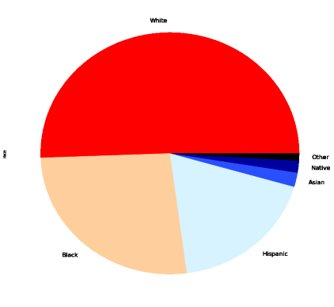 White
race
Other
Native
Asian
Black
Hispanic